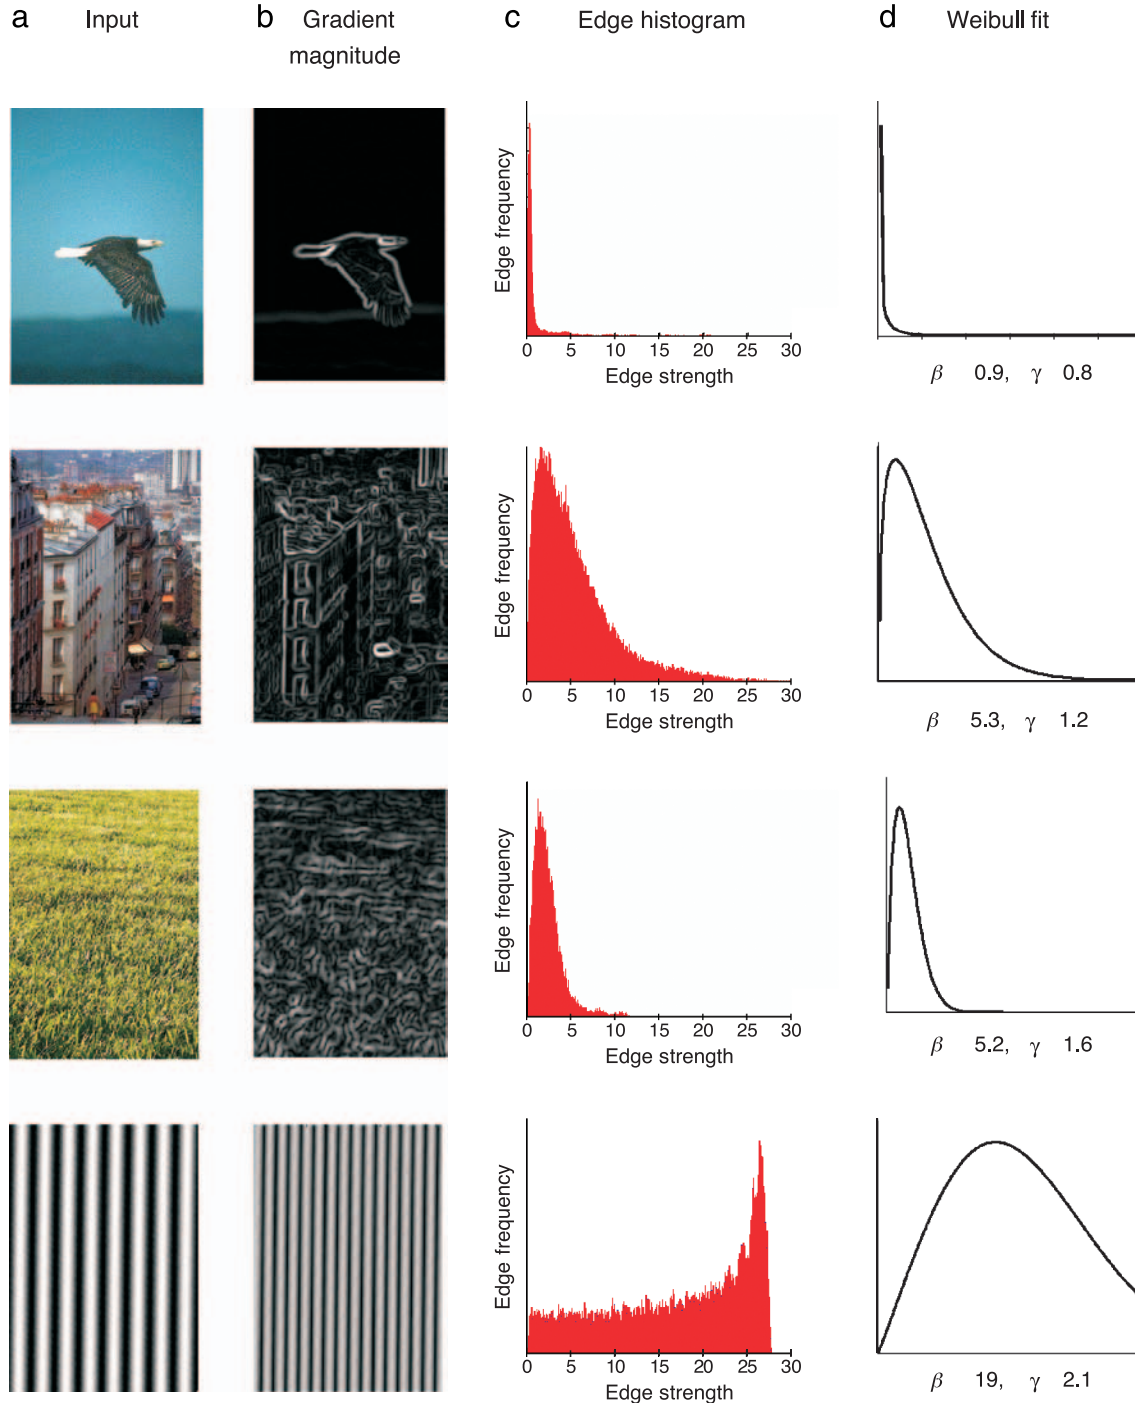 a Input b Gradient c Edge histogram d Weibull fit
magnitude
Edge frequency
0 5 10 15 20 25 30
Edge strength
β 0.9, γ 0.8
Edge frequency
0 5 10 15 20 25 30
Edge strength
β 5.3, γ 1.2
Edge frequency
0 5 10 15 20 25 30
Edge strength
β 5.2, γ 1.6
Edge frequency
0 5 10 15 20 25 30
Edge strength
β 19, γ 2.1